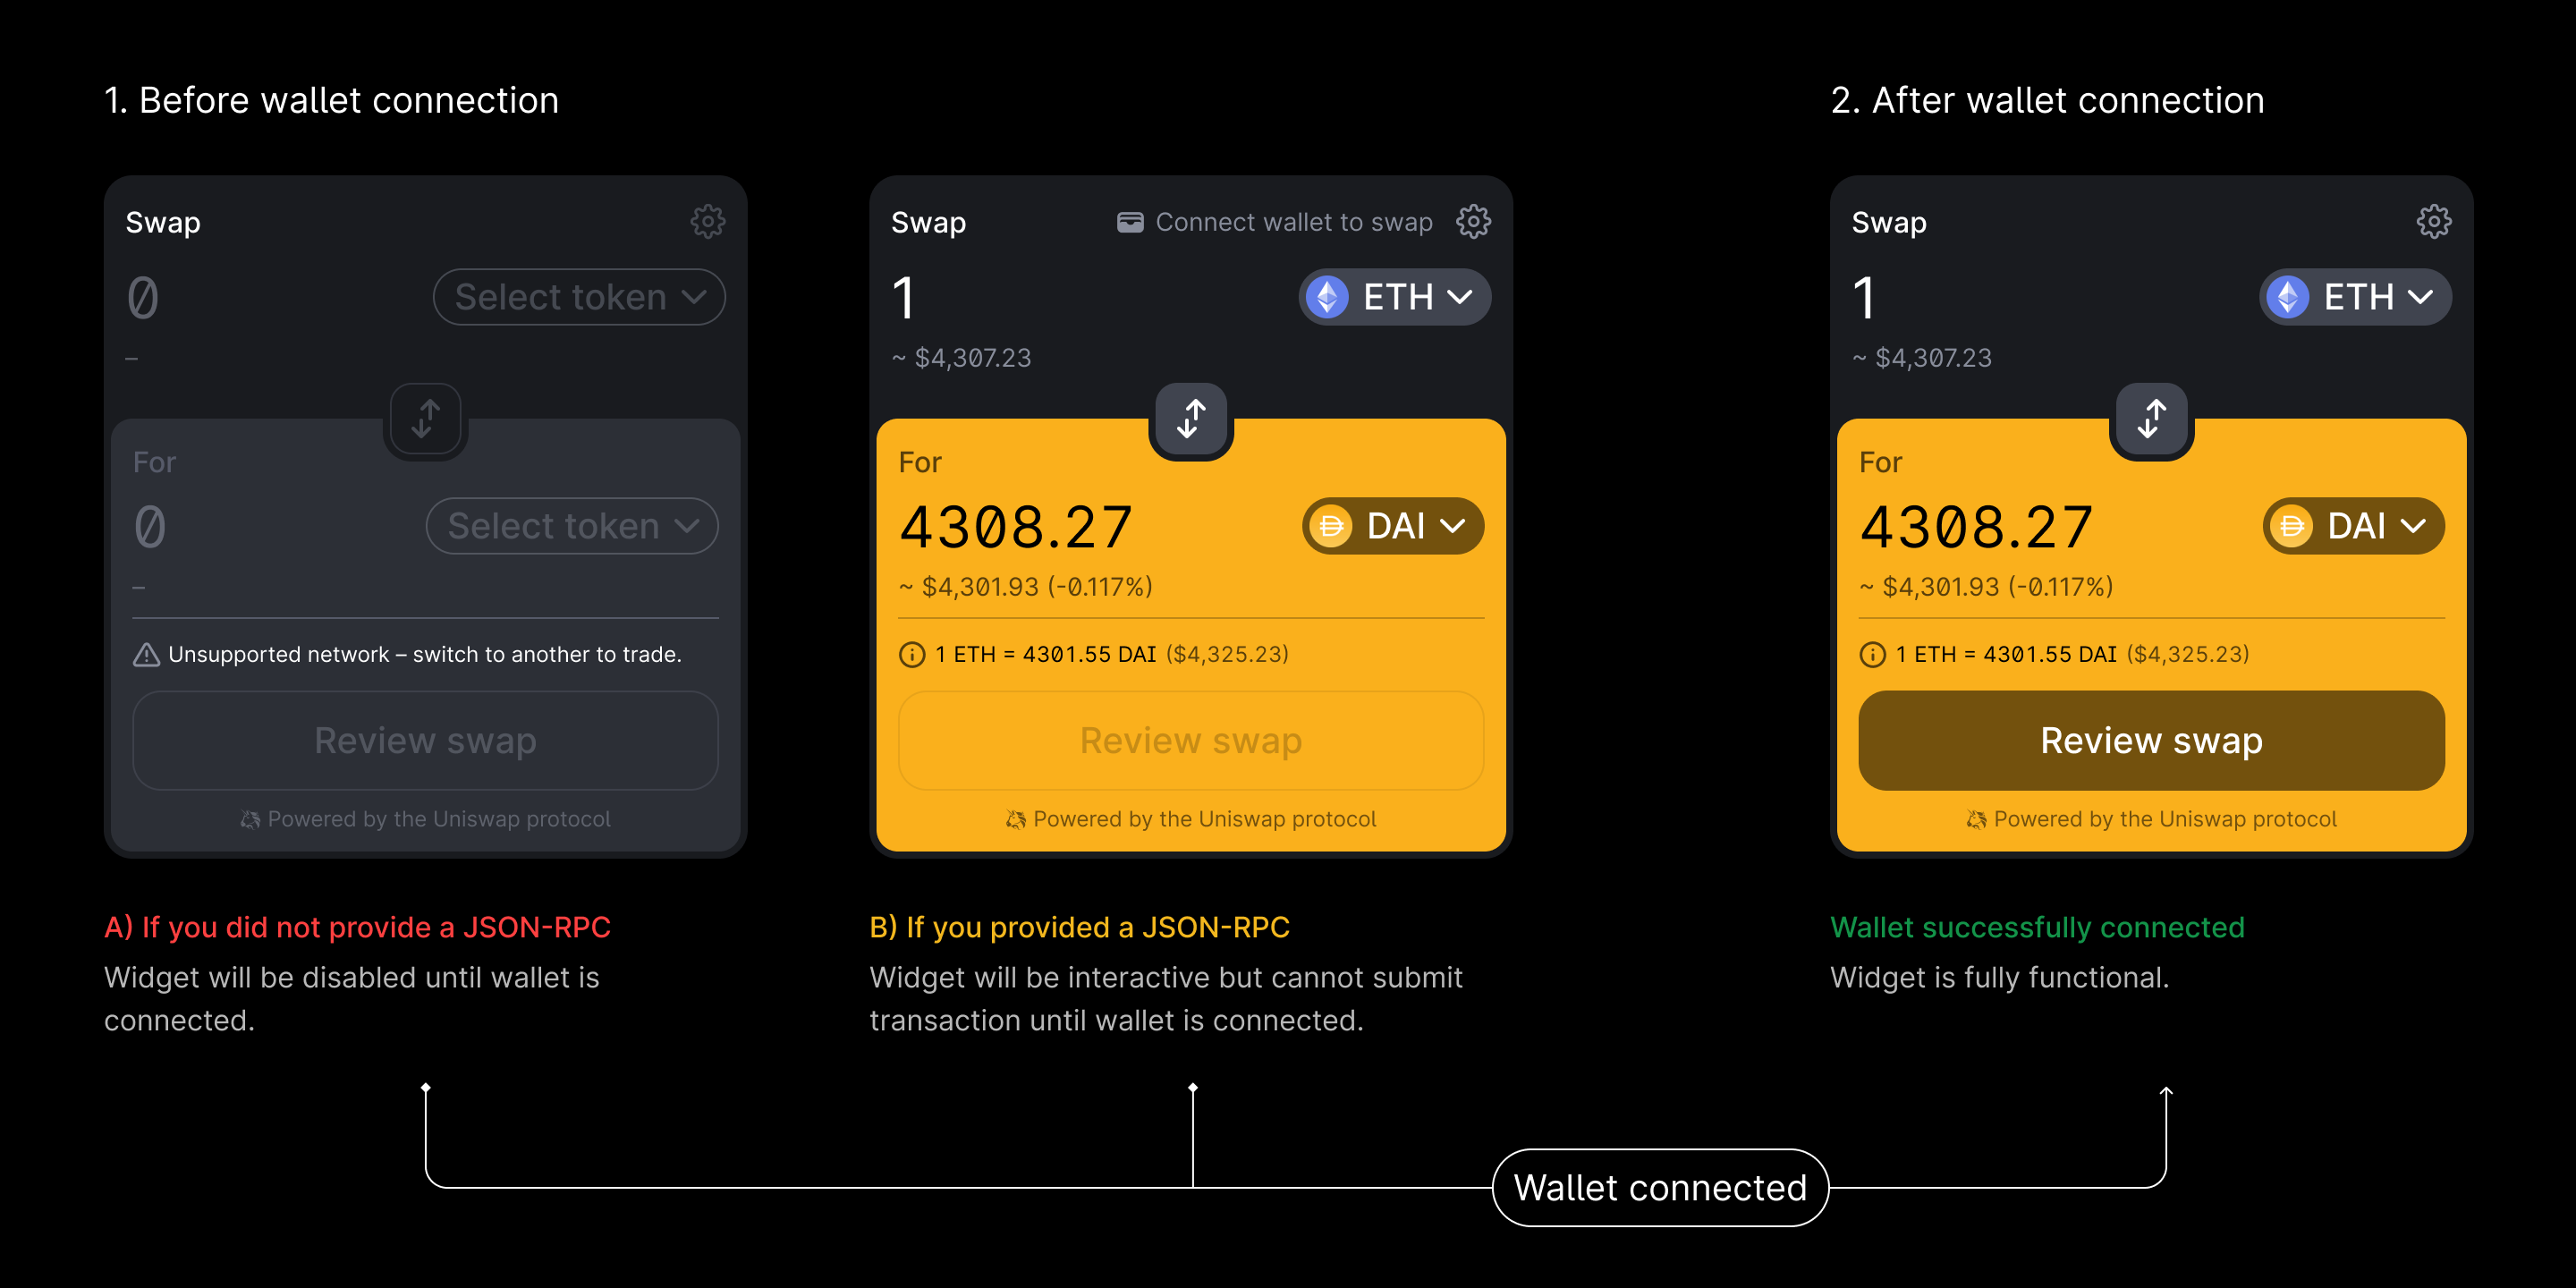 1. Before wallet connection
Swap
0
Select token
–
For
0
Select token
–
Unsupported network – switch to another to trade.
Review swap
Powered by the Uniswap protocol
A) If you did not provide a JSON-RPC
Widget will be disabled until wallet is
connected.
Swap
Connect wallet to swap
1
ETH
~ $4,307.23
For
4308.27
DAI
~ $4,301.93 (-0.117%)
1 ETH = 4301.55 DAI ($4,325.23)
Review swap
Powered by the Uniswap protocol
B) If you provided a JSON-RPC
Widget will be interactive but cannot submit
transaction until wallet is connected.
2. After wallet connection
Swap
1
ETH
~ $4,307.23
For
4308.27
DAI
~ $4,301.93 (-0.117%)
1 ETH = 4301.55 DAI ($4,325.23)
Review swap
Powered by the Uniswap protocol
Wallet successfully connected
Widget is fully functional.
Wallet connected